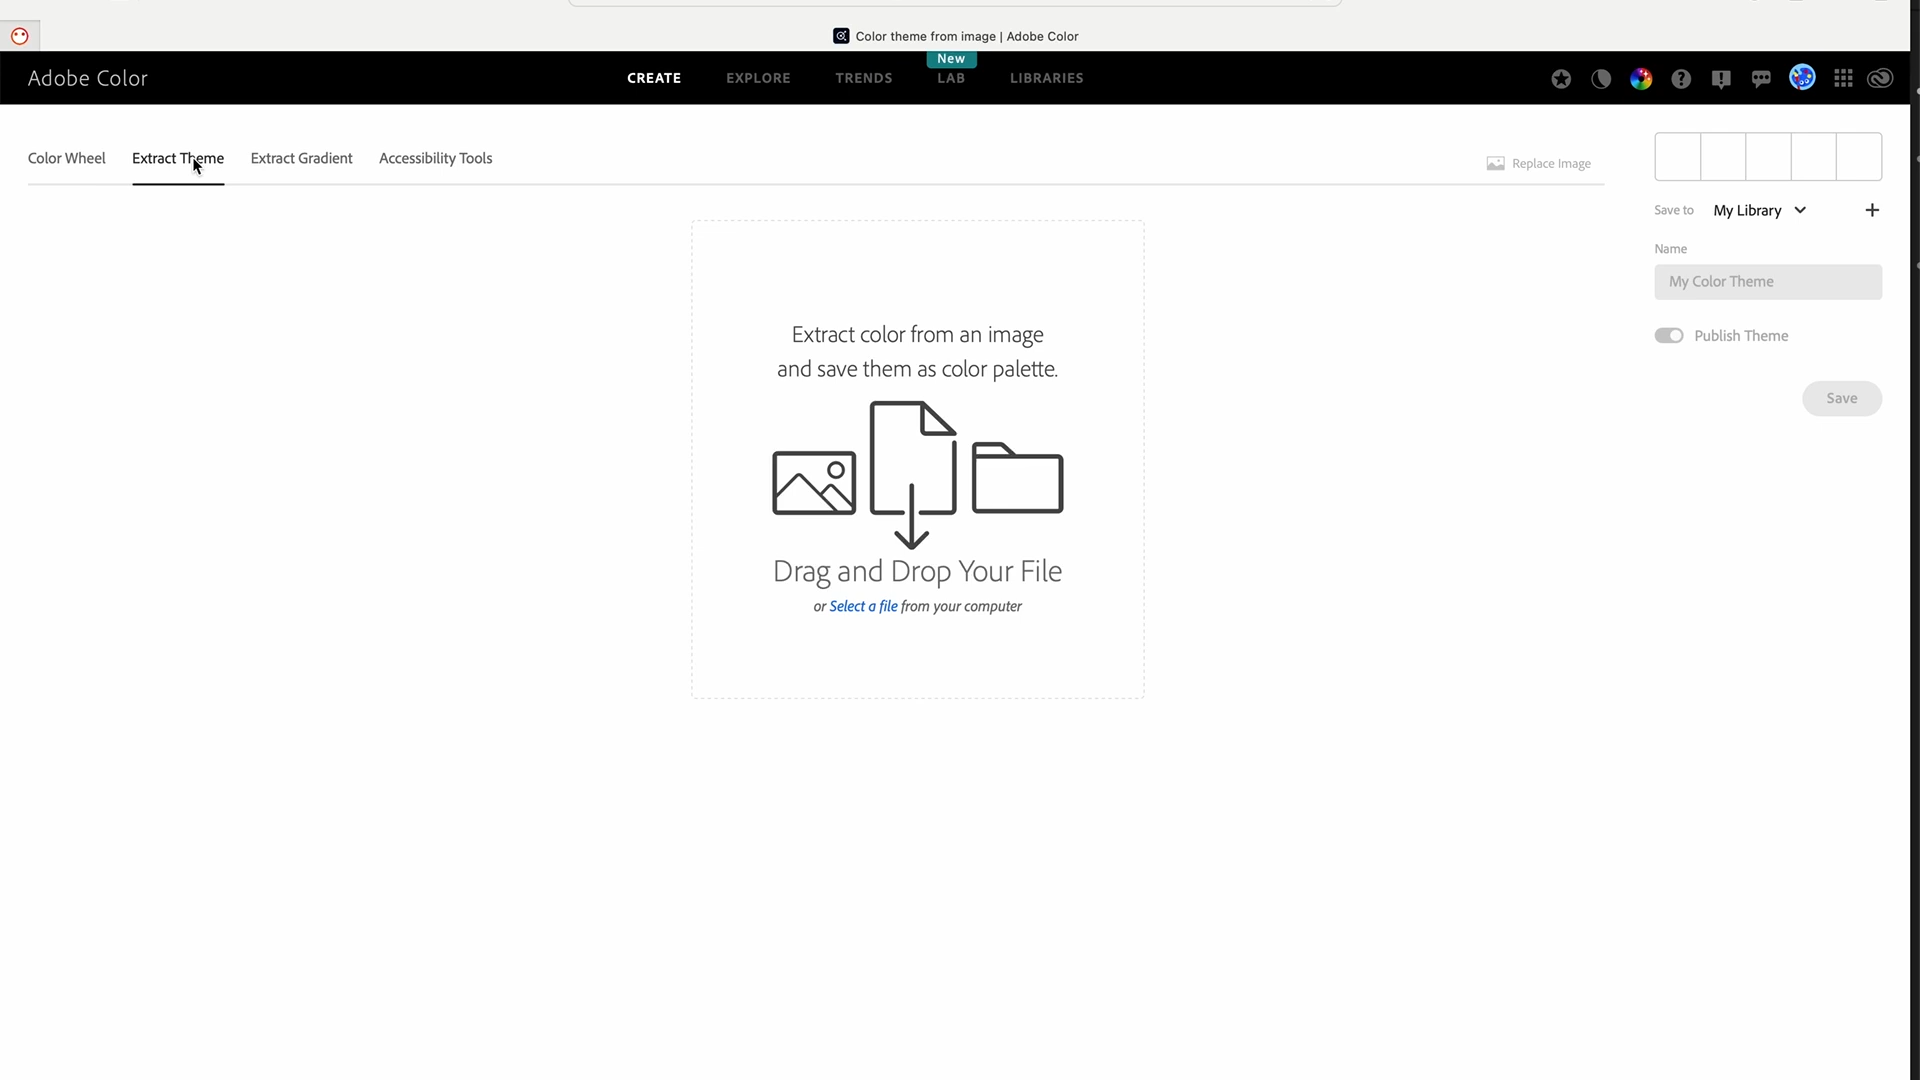 Color theme from image | Adobe Color
Adobe Color
CREATE
EXPLORE
TRENDS
New
LAB
LIBRARIES
Color Wheel
Extract Theme
Extract Gradient
Accessibility Tools
Replace Image
Save to
My Library
Name
My Color Theme
Publish Theme
Save
Extract color from an image
and save them as color palette.
Drag and Drop Your File
or Select a file from your computer